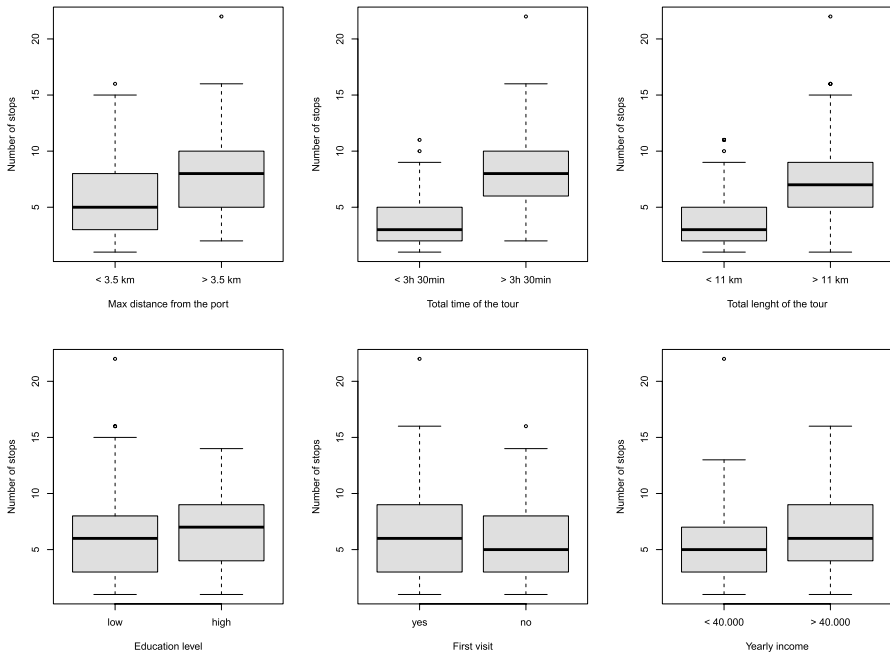 Number of stops
5
10
15
20
< 3.5 km
> 3.5 km
Max distance from the port
Number of stops
5
10
15
20
< 3h 30min
> 3h 30min
Total time of the tour
Number of stops
5
10
15
20
< 11 km
> 11 km
Total lenght of the tour
Number of stops
5
10
15
20
low
high
Education level
Number of stops
5
10
15
20
yes
no
First visit
Number of stops
5
10
15
20
< 40.000
> 40.000
Yearly income